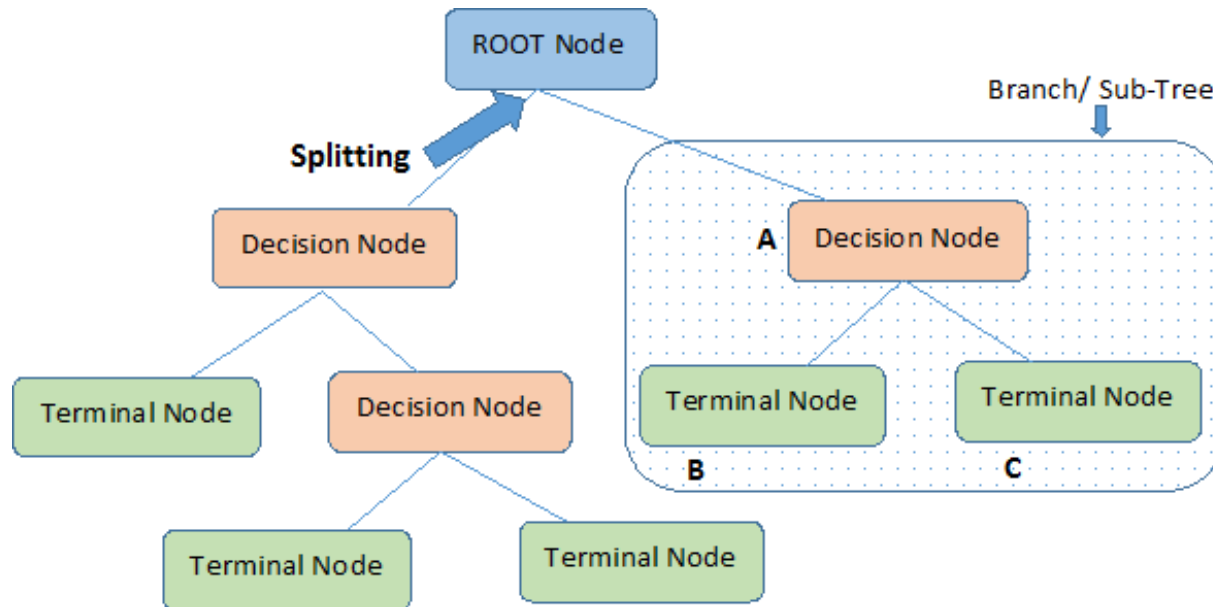 ROOT Node
Branch/ Sub-Tree
Splitting
Decision Node
A
Decision Node
Terminal Node
Decision Node
Terminal Node
Terminal Node
B
C
Terminal Node
Terminal Node